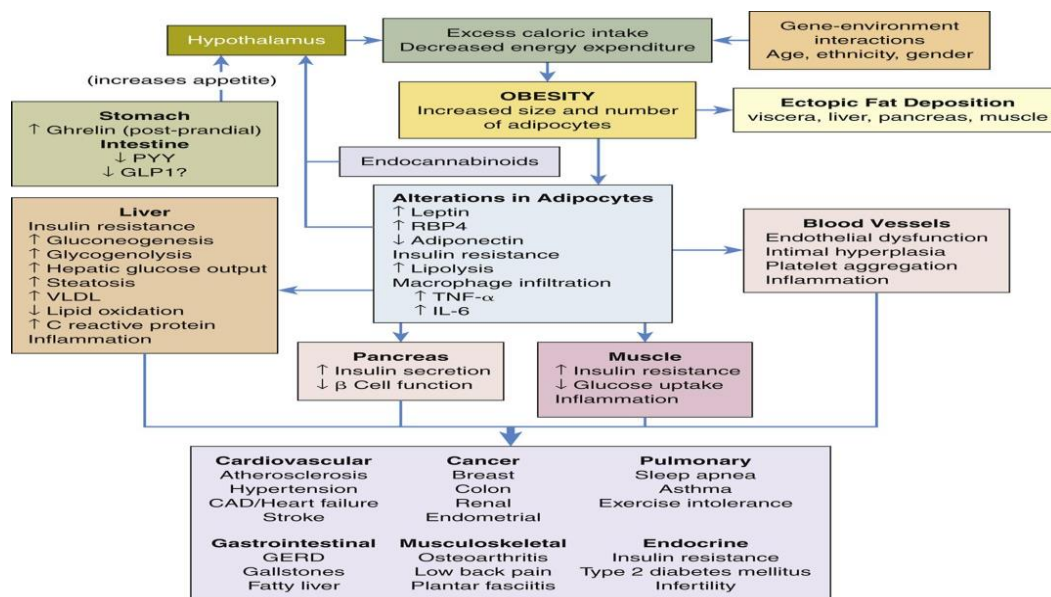 Hypothalamus
Excess caloric intake
Decreased energy expenditure
Gene-environment
interactions
Age, ethnicity, gender
(increases appetite)
Stomach
↑ Ghrelin (post-prandial)
Intestine
↓ PYY
↓ GLP1?
OBESITY
Increased size and number
of adipocytes
Ectopic Fat Deposition
viscera, liver, pancreas, muscle
Endocannabinoids
Liver
Insulin resistance
↑ Gluconeogenesis
↑ Glycogenolysis
↑ Hepatic glucose output
↑ Steatosis
↑ VLDL
↓ Lipid oxidation
↑ C reactive protein
Inflammation
Alterations in Adipocytes
↑ Leptin
↑ RBP4
↓ Adiponectin
Insulin resistance
↑ Lipolysis
Macrophage infiltration
↑ TNF-α
↑ IL-6
Blood Vessels
Endothelial dysfunction
Intimal hyperplasia
Platelet aggregation
Inflammation
Pancreas
↑ Insulin secretion
↓ β Cell function
Muscle
↑ Insulin resistance
↓ Glucose uptake
Inflammation
Cardiovascular
Atherosclerosis
Hypertension
CAD/Heart failure
Stroke
Cancer
Breast
Colon
Renal
Endometrial
Pulmonary
Sleep apnea
Asthma
Exercise intolerance
Gastrointestinal
GERD
Gallstones
Fatty liver
Musculoskeletal
Osteoarthritis
Low back pain
Plantar fasciitis
Endocrine
Insulin resistance
Type 2 diabetes mellitus
Infertility